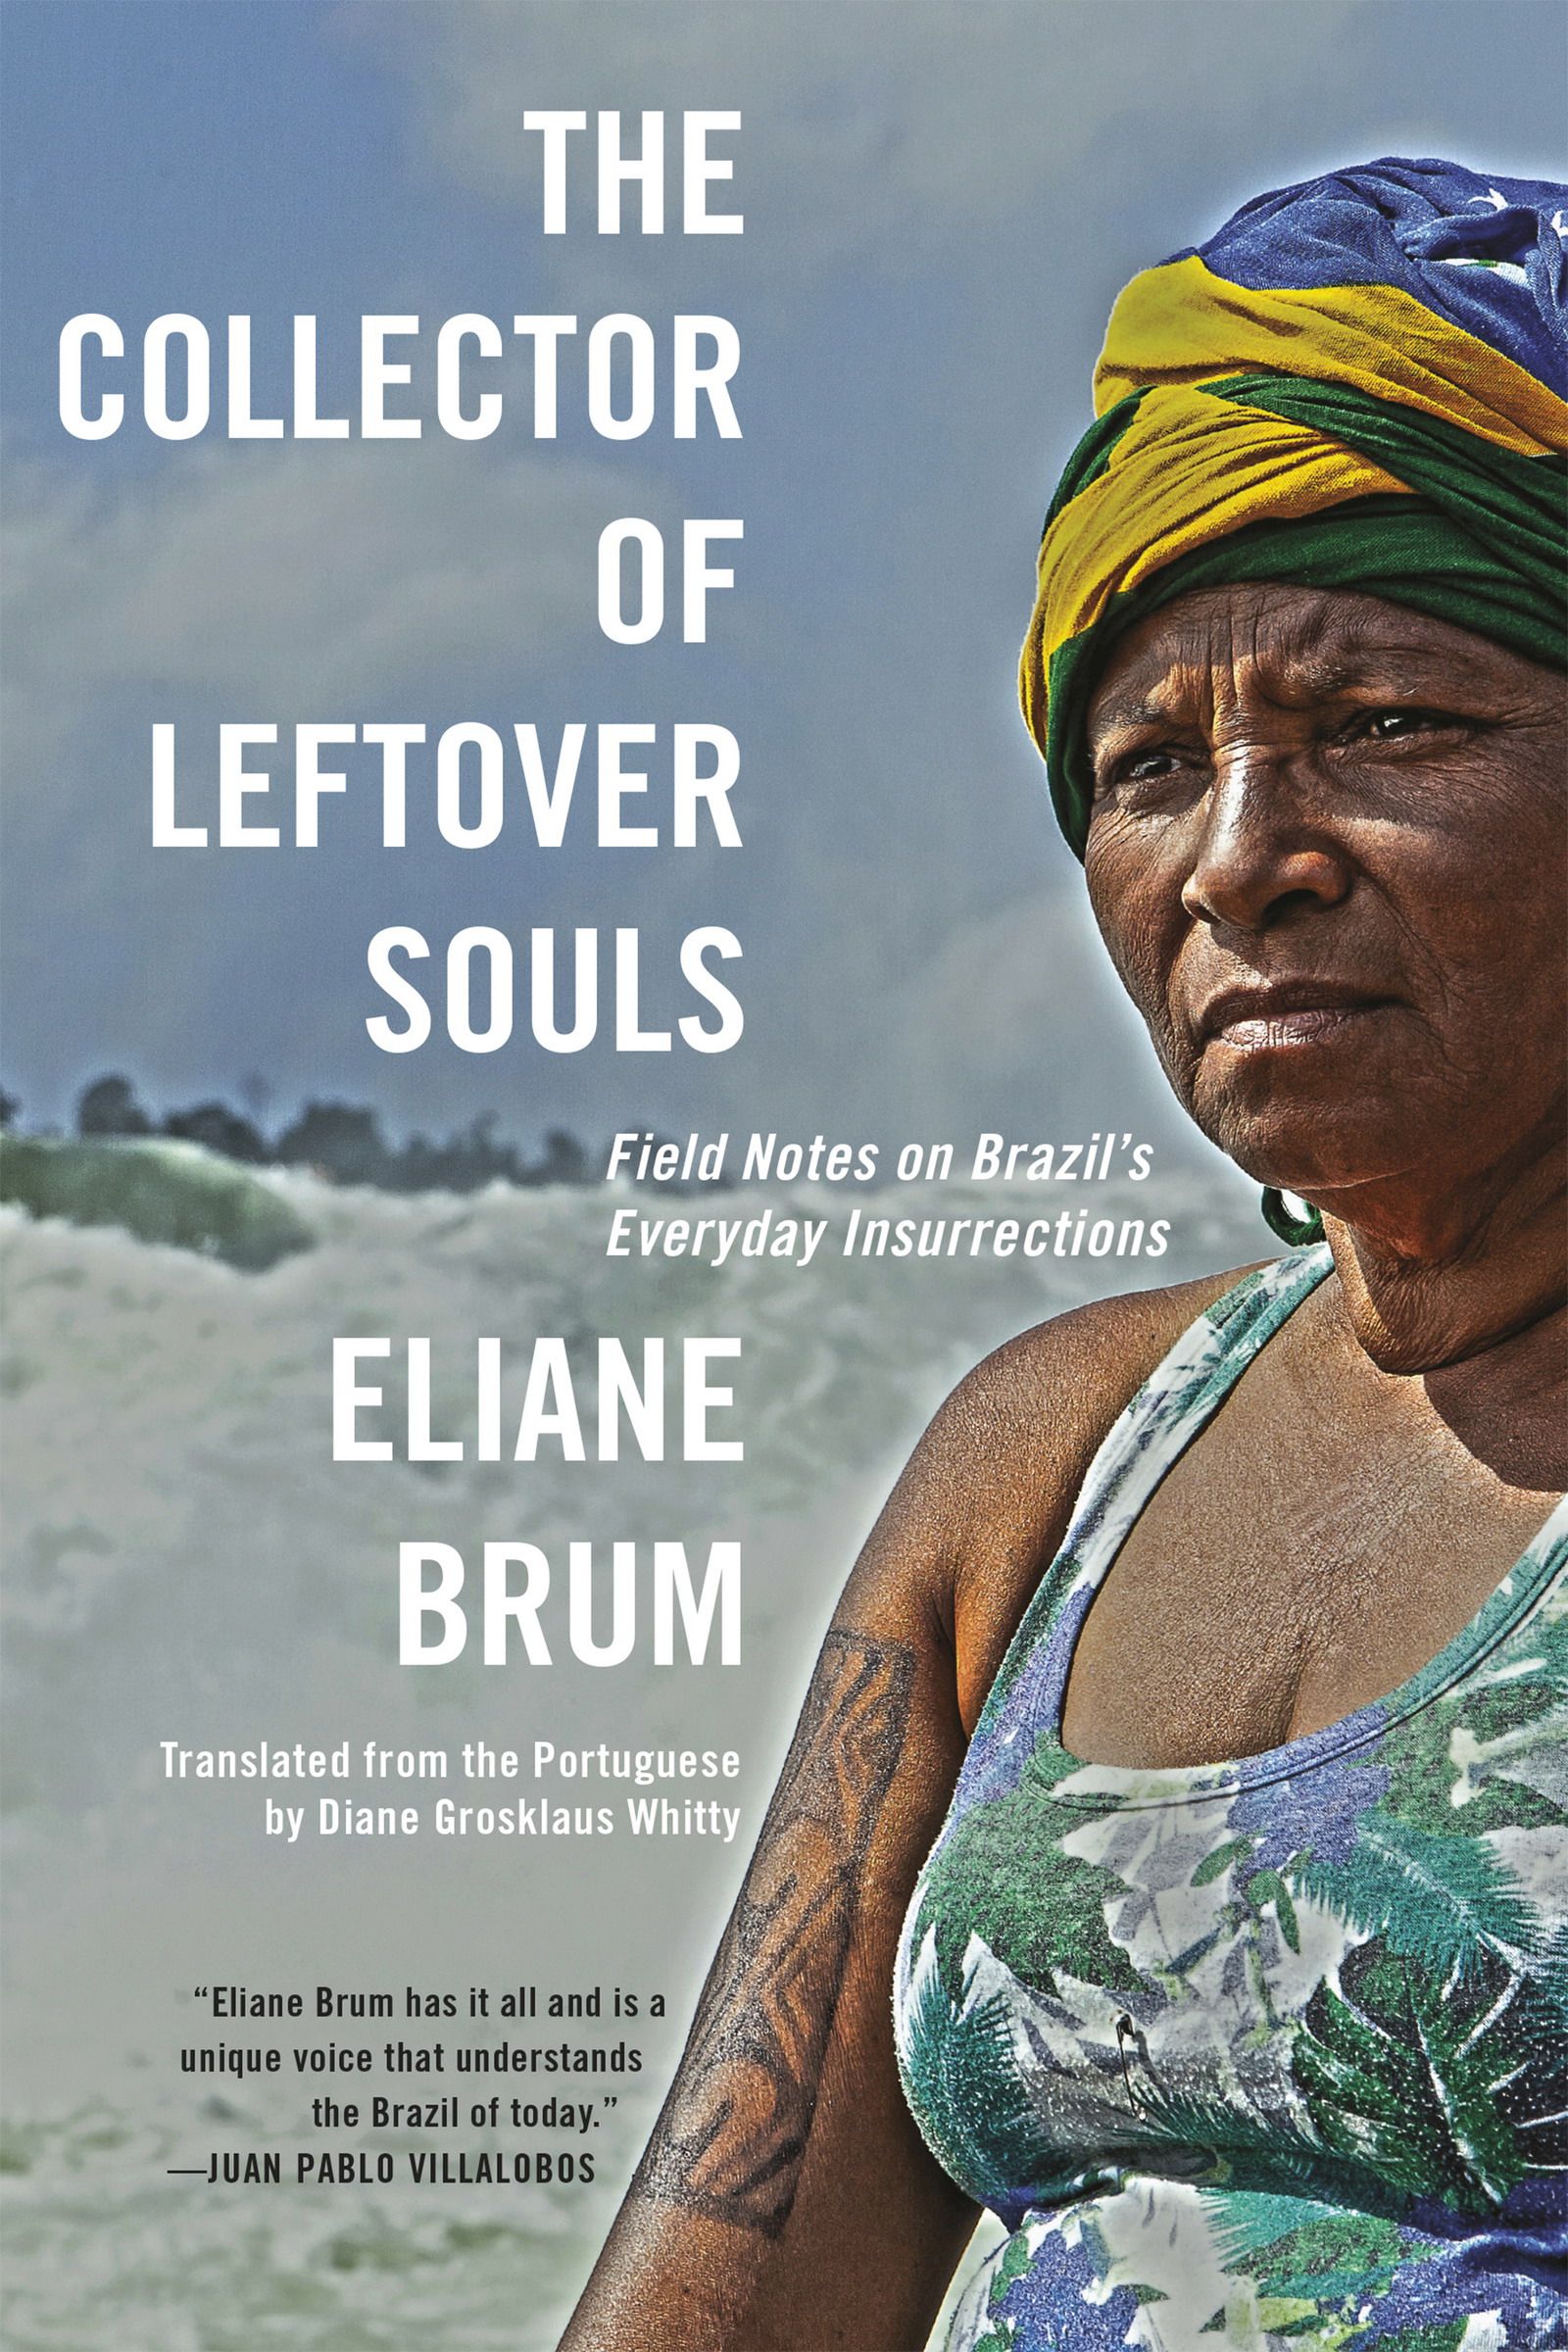 THE
COLLECTOR
OF
LEFTOVER
SOULS
Field Notes on Brazil’s
Everyday Insurrections
ELIANE
BRUM
Translated from the Portuguese
by Diane Grosklaus Whitty
“Eliane Brum has it all and is a
unique voice that understands
the Brazil of today.”
—JUAN PABLO VILLALOBOS